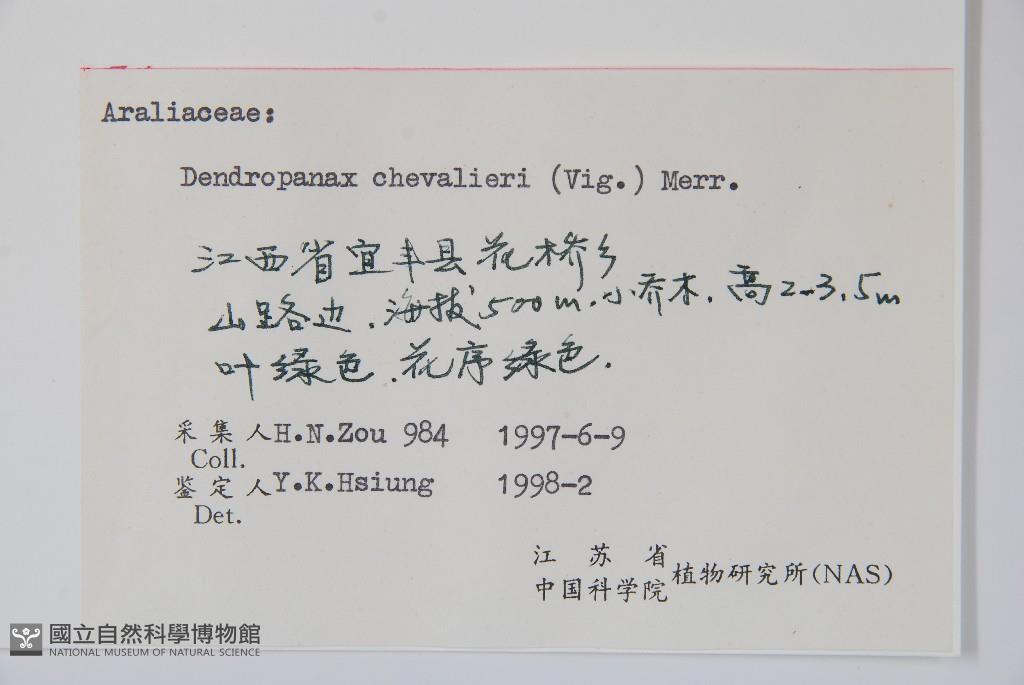 Araliaceae:
Dendropanax chevalieri (Vig.) Merr.
江西省宜丰县花桥乡
山路边.海拔500m.小乔木.高2-3.5m
叶绿色.花序绿色.
采集人H.N.Zou 984 1997-6-9
Coll.
鉴定人Y.K.Hsiung 1998-2
Det.
江苏省
中国科学院植物研究所(NAS)
國立自然科學博物館
NATIONAL MUSEUM OF NATURAL SCIENCE